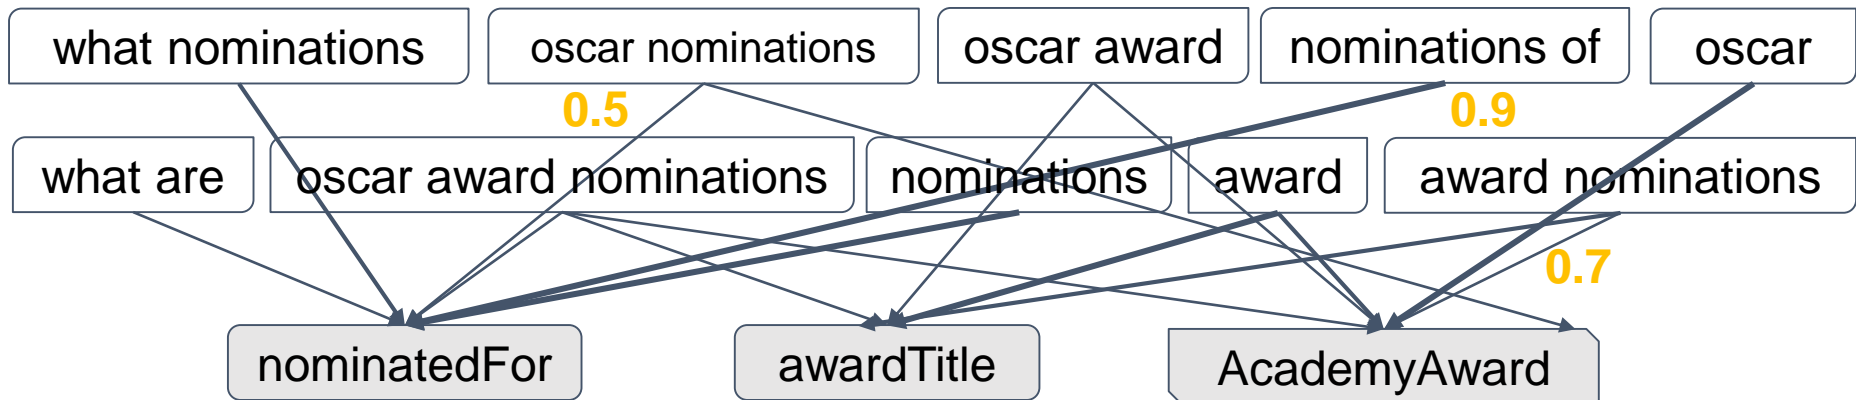 what nominations oscar nominations oscar award nominations of oscar
0.5 0.9
what are oscar award nominations nominations award award nominations
0.7
nominatedFor awardTitle AcademyAward